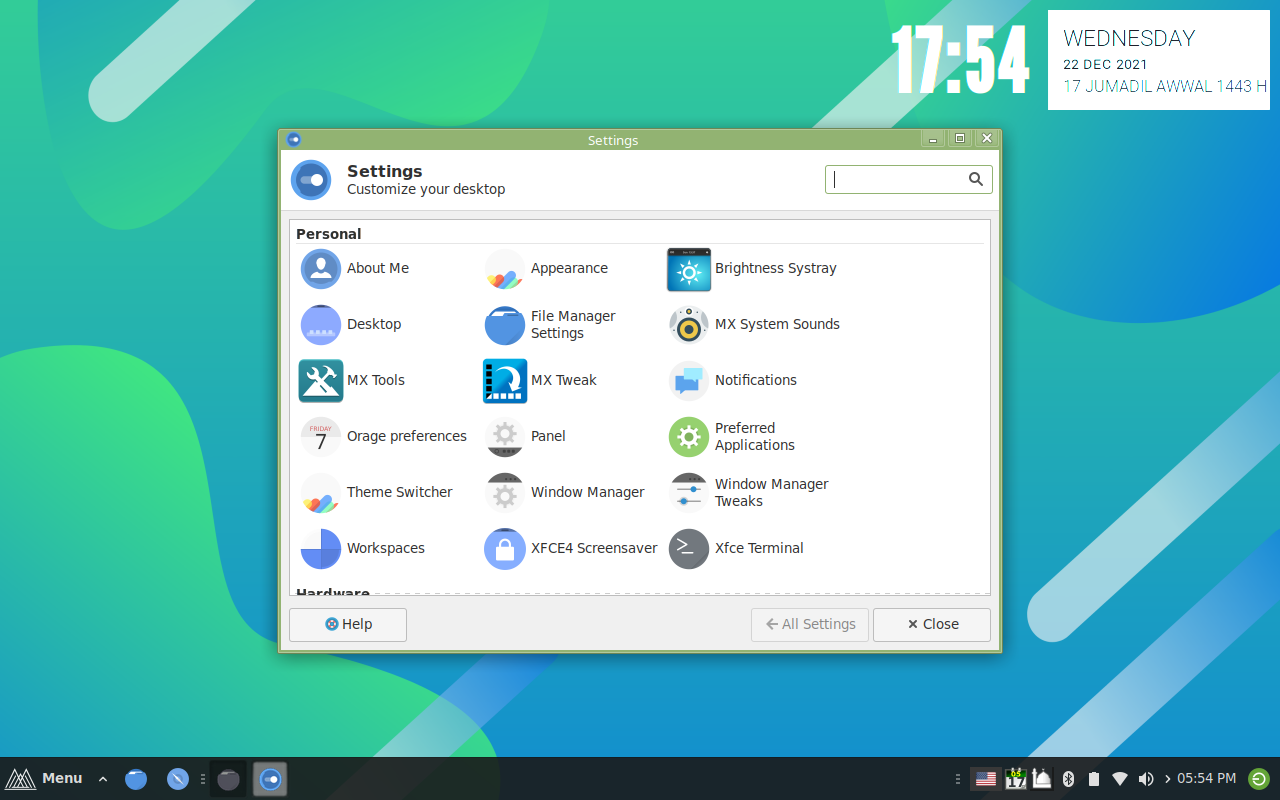 17:54
WEDNESDAY
22 DEC 2021
17 JUMADIL AWWAL 1443 H
Settings
Settings
Customize your desktop
Personal
About Me
Appearance
Brightness Systray
Desktop
File Manager
Settings
MX System Sounds
MX Tools
MX Tweak
Notifications
FRIDAY
7
Orage preferences
Panel
Preferred
Applications
Theme Switcher
Window Manager
Window Manager
Tweaks
Workspaces
XFCE4 Screensaver
Xfce Terminal
Hardware
Help
All Settings
Close
Menu
05
17
05:54 PM